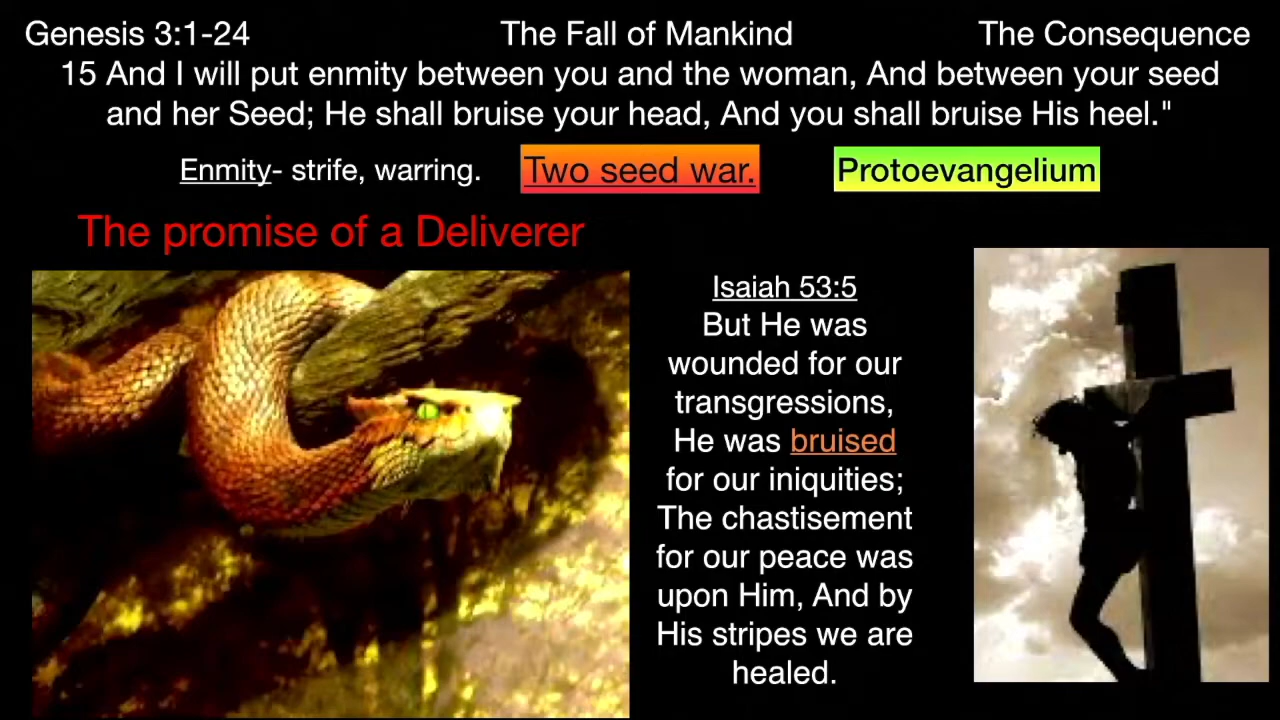 Genesis 3:1-24 The Fall of Mankind The Consequence
15 And I will put enmity between you and the woman, And between your seed
and her Seed; He shall bruise your head, And you shall bruise His heel."
Enmity- strife, warring. Two seed war. Protoevangelium
The promise of a Deliverer
Isaiah 53:5
But He was
wounded for our
transgressions,
He was bruised
for our iniquities;
The chastisement
for our peace was
upon Him, And by
His stripes we are
healed.